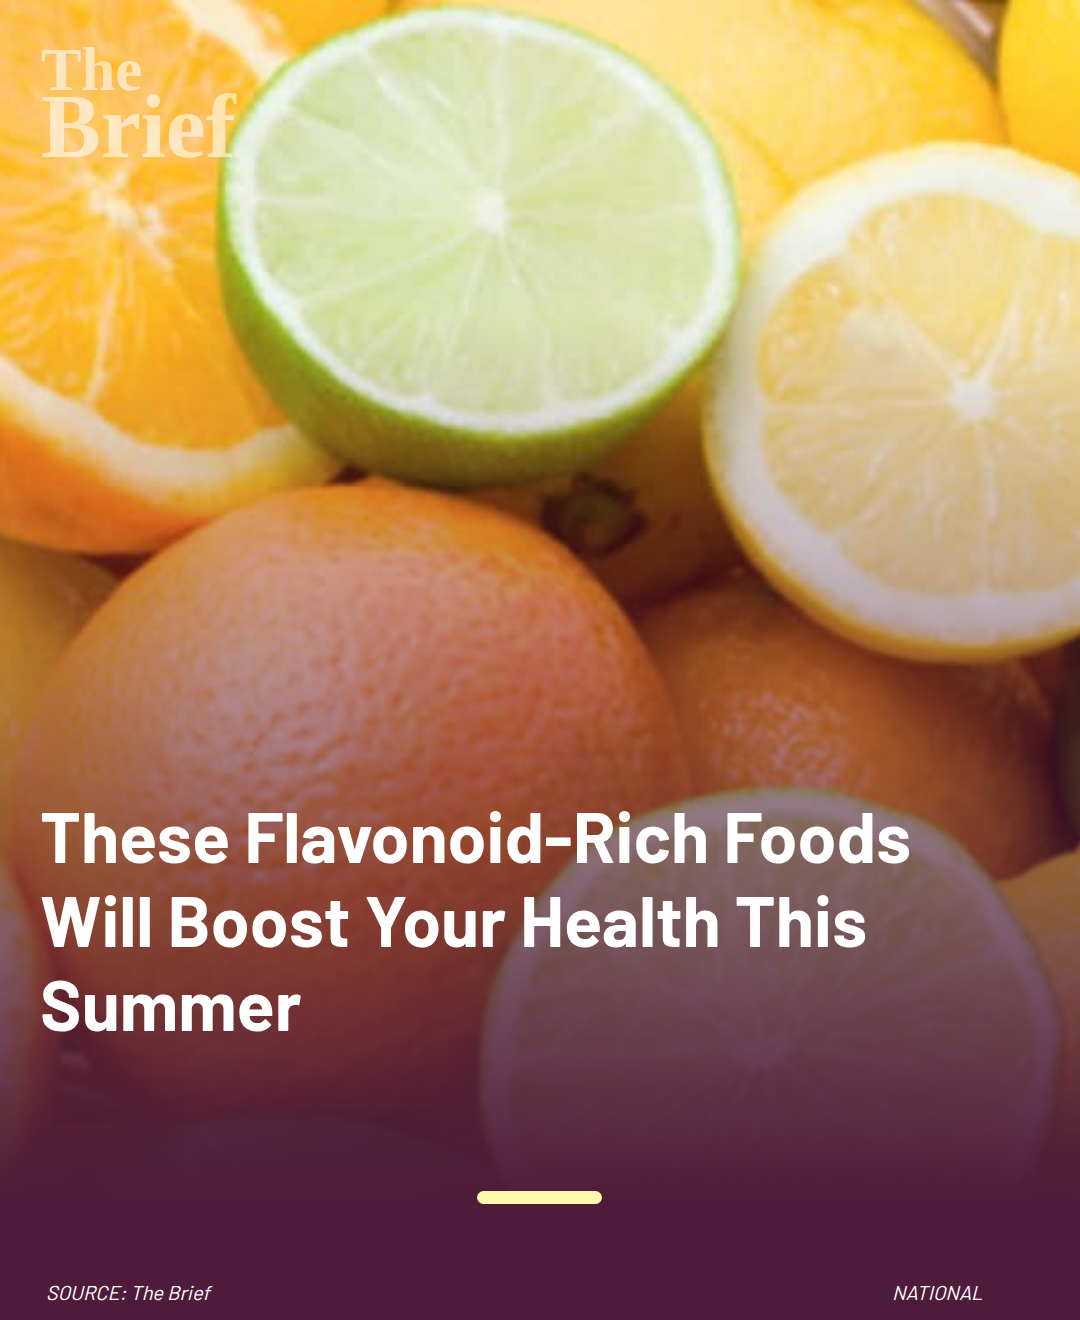 The
Brief
These Flavonoid-Rich Foods
Will Boost Your Health This
Summer
SOURCE: The Brief
NATIONAL